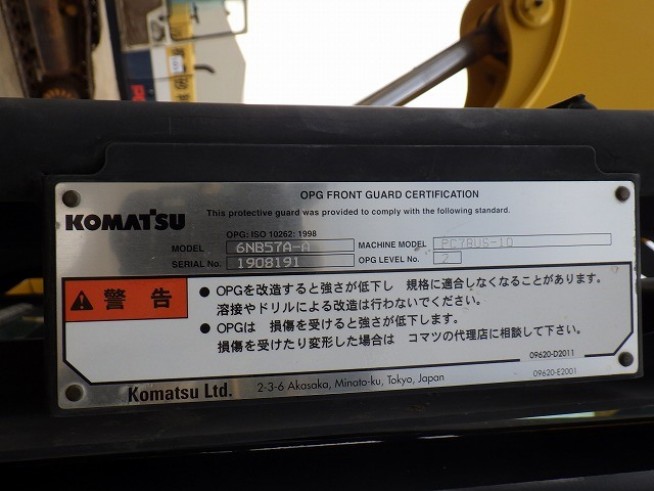 OPG FRONT GUARD CERTIFICATION
KOMATSU
This protective guard was provided to comply with the following standard.
OPG: ISO 10262: 1998
MODEL 6NB57A-A MACHINE MODEL PC78US-10
SERIAL No. 1908191 OPG LEVEL No. 2
警告
● OPGを改造すると強さが低下し 規格に適合しなくなることがあります。
溶接やドリルによる改造は行わないでください。
● OPGは 損傷を受けると強さが低下します。
損傷を受けたり変形した場合は コマツの代理店に相談して下さい。
09620-D2011
Komatsu Ltd. 2-3-6 Akasaka, Minato-ku, Tokyo, Japan
09620-E2001